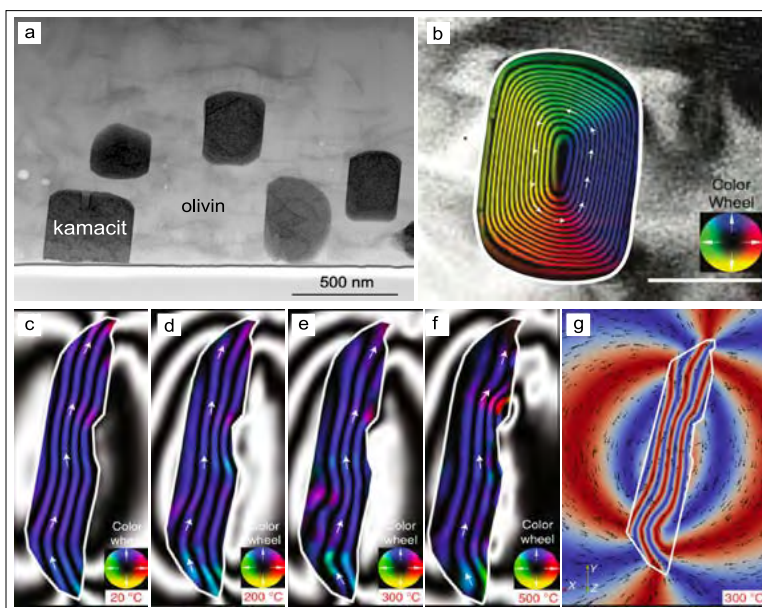 a
b
olivin
kamacit
500 nm
Color
Wheel
c
d
e
f
g
Color
wheel
20 °C
Color
wheel
200 °C
Color
wheel
300 °C
Color
wheel
500 °C
Y
X
Z
300 °C